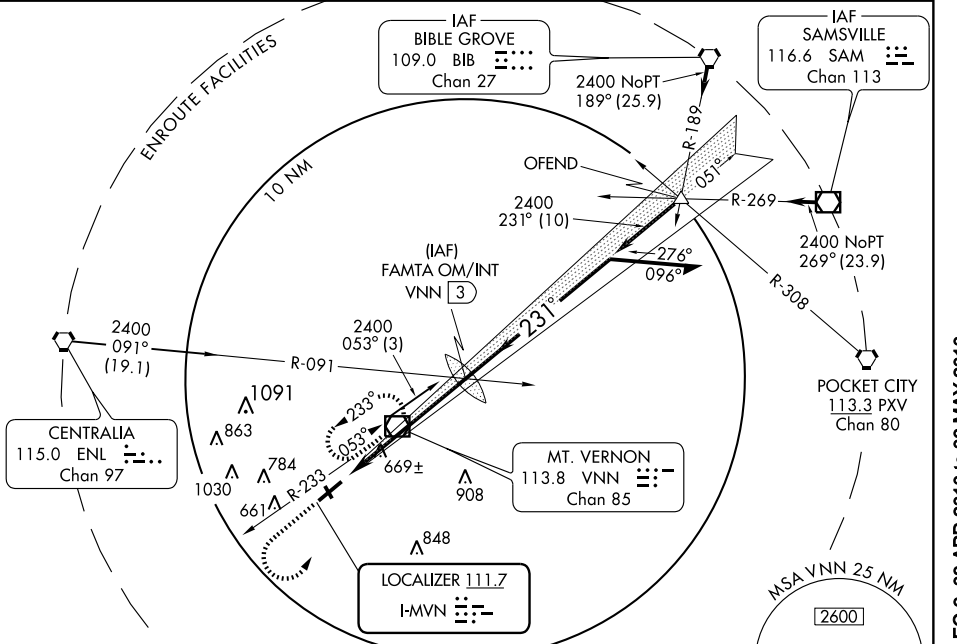 IAF
BIBLE GROVE
109.0 BIB
Chan 27
IAF
SAMSVILLE
116.6 SAM
Chan 113
ENROUTE FACILITIES
2400 NoPT
189° (25.9)
R-189
051°
10 NM
OFEND
2400
231° (10)
R-269
2400 NoPT
269° (23.9)
276°
096°
R-308
(IAF)
FAMTA OM/INT
VNN 3
231°
2400
091°
(19.1)
2400
053° (3)
R-091
POCKET CITY
113.3 PXV
Chan 80
1091
863
233°
053°
CENTRALIA
115.0 ENL
Chan 97
784
1030
R-233
669±
661
908
MT. VERNON
113.8 VNN
Chan 85
848
LOCALIZER 111.7
I-MVN
MSA VNN 25 NM
2600